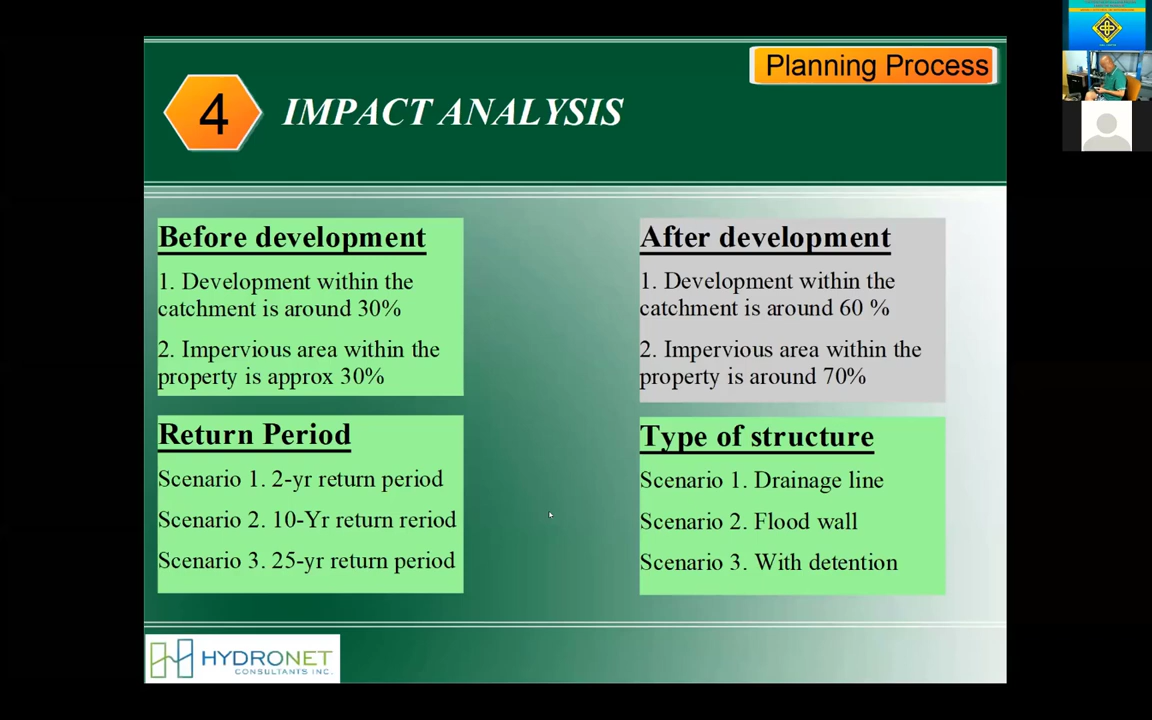 Planning Process
4
IMPACT ANALYSIS
Before development
1. Development within the
catchment is around 30%
2. Impervious area within the
property is approx 30%
After development
1. Development within the
catchment is around 60 %
2. Impervious area within the
property is around 70%
Return Period
Scenario 1. 2-yr return period
Scenario 2. 10-Yr return reriod
Scenario 3. 25-yr return period
Type of structure
Scenario 1. Drainage line
Scenario 2. Flood wall
Scenario 3. With detention
HYDRONET
CONSULTANTS INC.